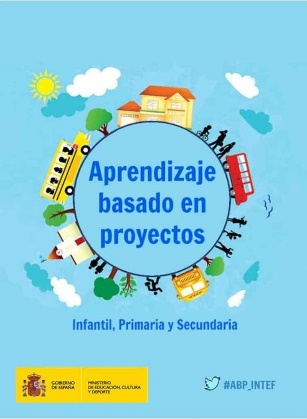 Aprendizaje
basado en
proyectos
Infantil, Primaria y Secundaria
GOBIERNO
DE ESPAÑA
MINISTERIO
DE EDUCACIÓN, CULTURA
Y DEPORTE
#ABP_INTEF